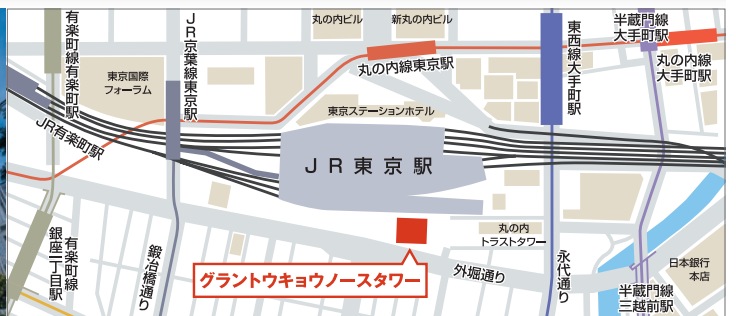 丸の内ビル
新丸の内ビル
半蔵門線
大手町駅
有楽町線有楽町駅
JR京葉線東京駅
東西線大手町駅
丸の内線
大手町駅
丸の内線東京駅
東京国際
フォーラム
東京ステーションホテル
JR有楽町駅
JR東京駅
丸の内
トラストタワー
有楽町線
銀座一丁目駅
鍛冶橋通り
グラントウキョウノースタワー
外堀通り
永代通り
日本銀行
本店
半蔵門線
三越前駅